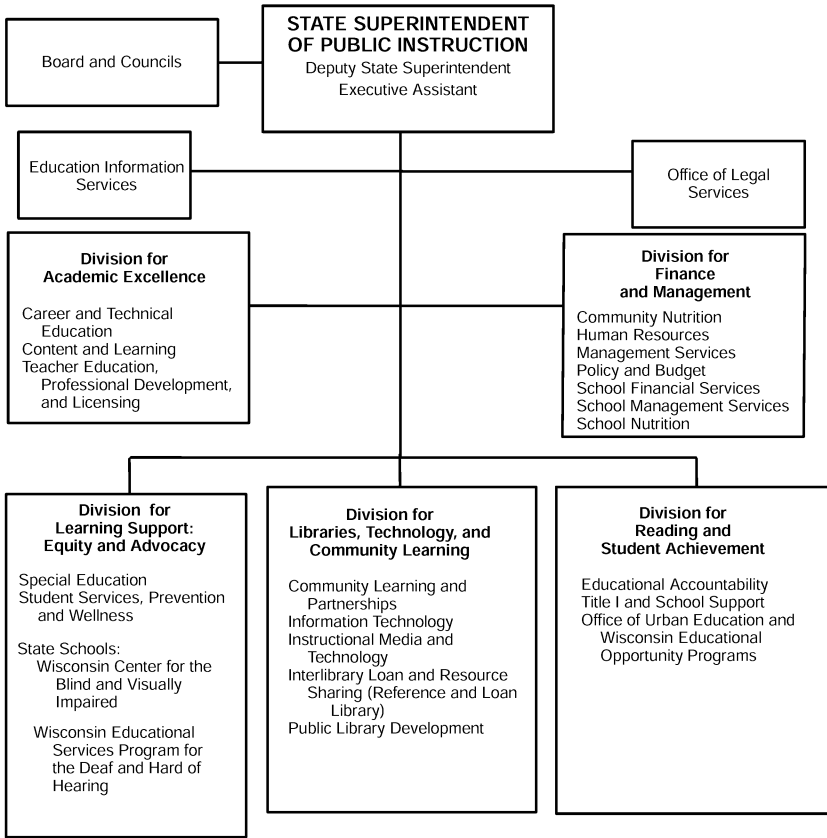 STATE SUPERINTENDENT
OF PUBLIC INSTRUCTION
Deputy State Superintendent
Executive Assistant
Board and Councils
Education Information
Services
Office of Legal
Services
Division for
Academic Excellence
Career and Technical
Education
Content and Learning
Teacher Education,
Professional Development,
and Licensing
Division for
Finance
and Management
Community Nutrition
Human Resources
Management Services
Policy and Budget
School Financial Services
School Management Services
School Nutrition
Division for
Learning Support:
Equity and Advocacy
Special Education
Student Services, Prevention
and Wellness
State Schools:
Wisconsin Center for the
Blind and Visually
Impaired
Wisconsin Educational
Services Program for
the Deaf and Hard of
Hearing
Division for
Libraries, Technology, and
Community Learning
Community Learning and
Partnerships
Information Technology
Instructional Media and
Technology
Interlibrary Loan and Resource
Sharing (Reference and Loan
Library)
Public Library Development
Division for
Reading and
Student Achievement
Educational Accountability
Title I and School Support
Office of Urban Education and
Wisconsin Educational
Opportunity Programs